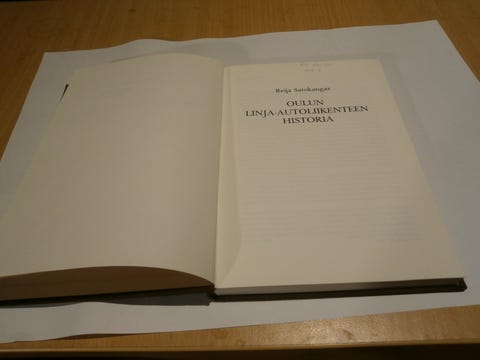 Reija Satokangas
OULUN
LINJA-AUTOLIIKENTEEN
HISTORIA